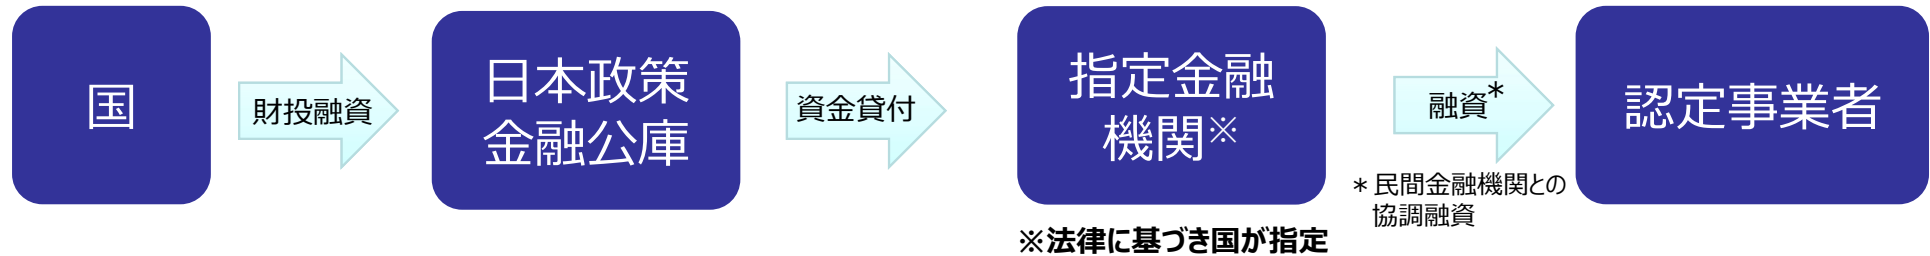 国
財投融資
日本政策
金融公庫
資金貸付
指定金融
機関※
※法律に基づき国が指定
融資*
*民間金融機関との
協調融資
認定事業者